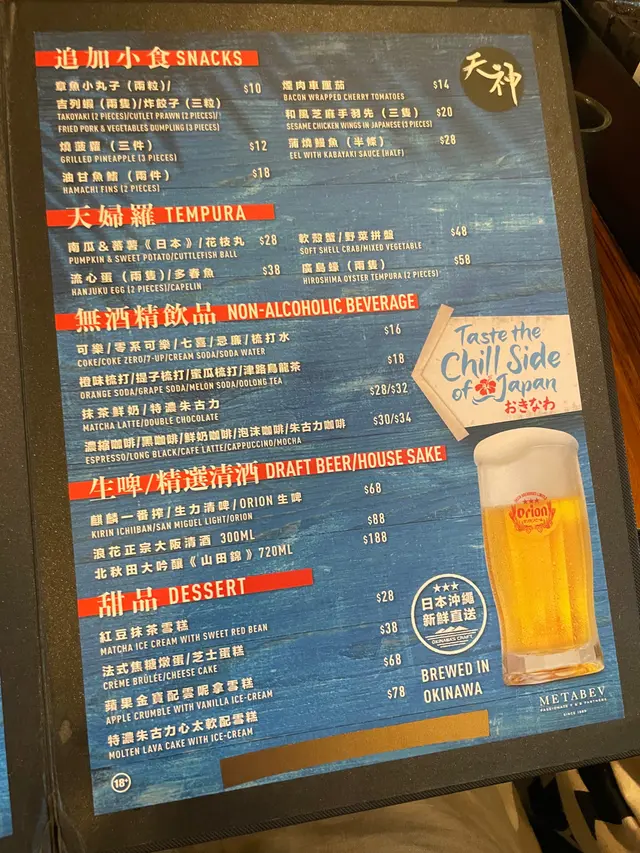 追加小食 SNACKS
章魚小丸子 (兩粒)/
吉列蝦 (兩隻)/炸餃子 (三粒) $10
TAKOYAKI (2 PIECES)/CUTLET PRAWN (2 PIECES)/
FRIED PORK & VEGETABLES DUMPLING (3 PIECES)
燒菠蘿 (三件) $12
GRILLED PINEAPPLE (3 PIECES)
油甘魚鰭 (兩件) $18
HAMACHI FINS (2 PIECES)
煙肉車厘茄 $14
BACON WRAPPED CHERRY TOMATOES
和風芝麻手羽先 (三隻) $20
SESAME CHICKEN WINGS IN JAPANESE (3 PIECES)
蒲燒鰻魚 (半條) $28
EEL WITH KABAYAKI SAUCE (HALF)
天神
天婦羅 TEMPURA
南瓜&蕃薯《日本》/花枝丸 $28
PUMPKIN & SWEET POTATO/CUTTLEFISH BALL
流心蛋 (兩隻)/多春魚 $38
HANJUKU EGG (2 PIECES)/CAPELIN
軟殼蟹/野菜拼盤 $48
SOFT SHELL CRAB/MIXED VEGETABLE
廣島蠔 (兩隻) $58
HIROSHIMA OYSTER TEMPURA (2 PIECES)
無酒精飲品 NON-ALCOHOLIC BEVERAGE
可樂/零系可樂/七喜/忌廉/梳打水 $16
COKE/COKE ZERO/7-UP/CREAM SODA/SODA WATER
橙味梳打/提子梳打/蜜瓜梳打/津路烏龍茶 $18
ORANGE SODA/GRAPE SODA/MELON SODA/OOLONG TEA
抹茶鮮奶/特濃朱古力 $28/$32
MATCHA LATTE/DOUBLE CHOCOLATE
濃縮咖啡/黑咖啡/鮮奶咖啡/泡沫咖啡/朱古力咖啡 $30/$34
ESPRESSO/LONG BLACK/CAFE LATTE/CAPPUCCINO/MOCHA
Taste the
Chill Side
of Japan
おきなわ
生啤/精選清酒 DRAFT BEER/HOUSE SAKE
麒麟一番搾/生力清啤/ORION 生啤 $68
KIRIN ICHIIBAN/SAN MIGUEL LIGHT/ORION
浪花正宗大阪清酒 300ML $88
北秋田大吟釀《山田錦》720ML $188
Orion
甜品 DESSERT
紅豆抹茶雪糕 $28
MATCHA ICE CREAM WITH SWEET RED BEAN
法式焦糖燉蛋/芝士蛋糕 $38
CRÈME BRÛLÉE/CHEESE CAKE
蘋果金寶配雲呢拿雪糕 $68
APPLE CRUMBLE WITH VANILLA ICE-CREAM
特濃朱古力心太軟配雪糕 $78
MOLTEN LAVA CAKE WITH ICE-CREAM
日本沖繩
新鮮直送
OKINAWA'S CRAFT
BREWED IN
OKINAWA
METABEV
PASSIONATE F & B PARTNERS
SINCE 1989
18+